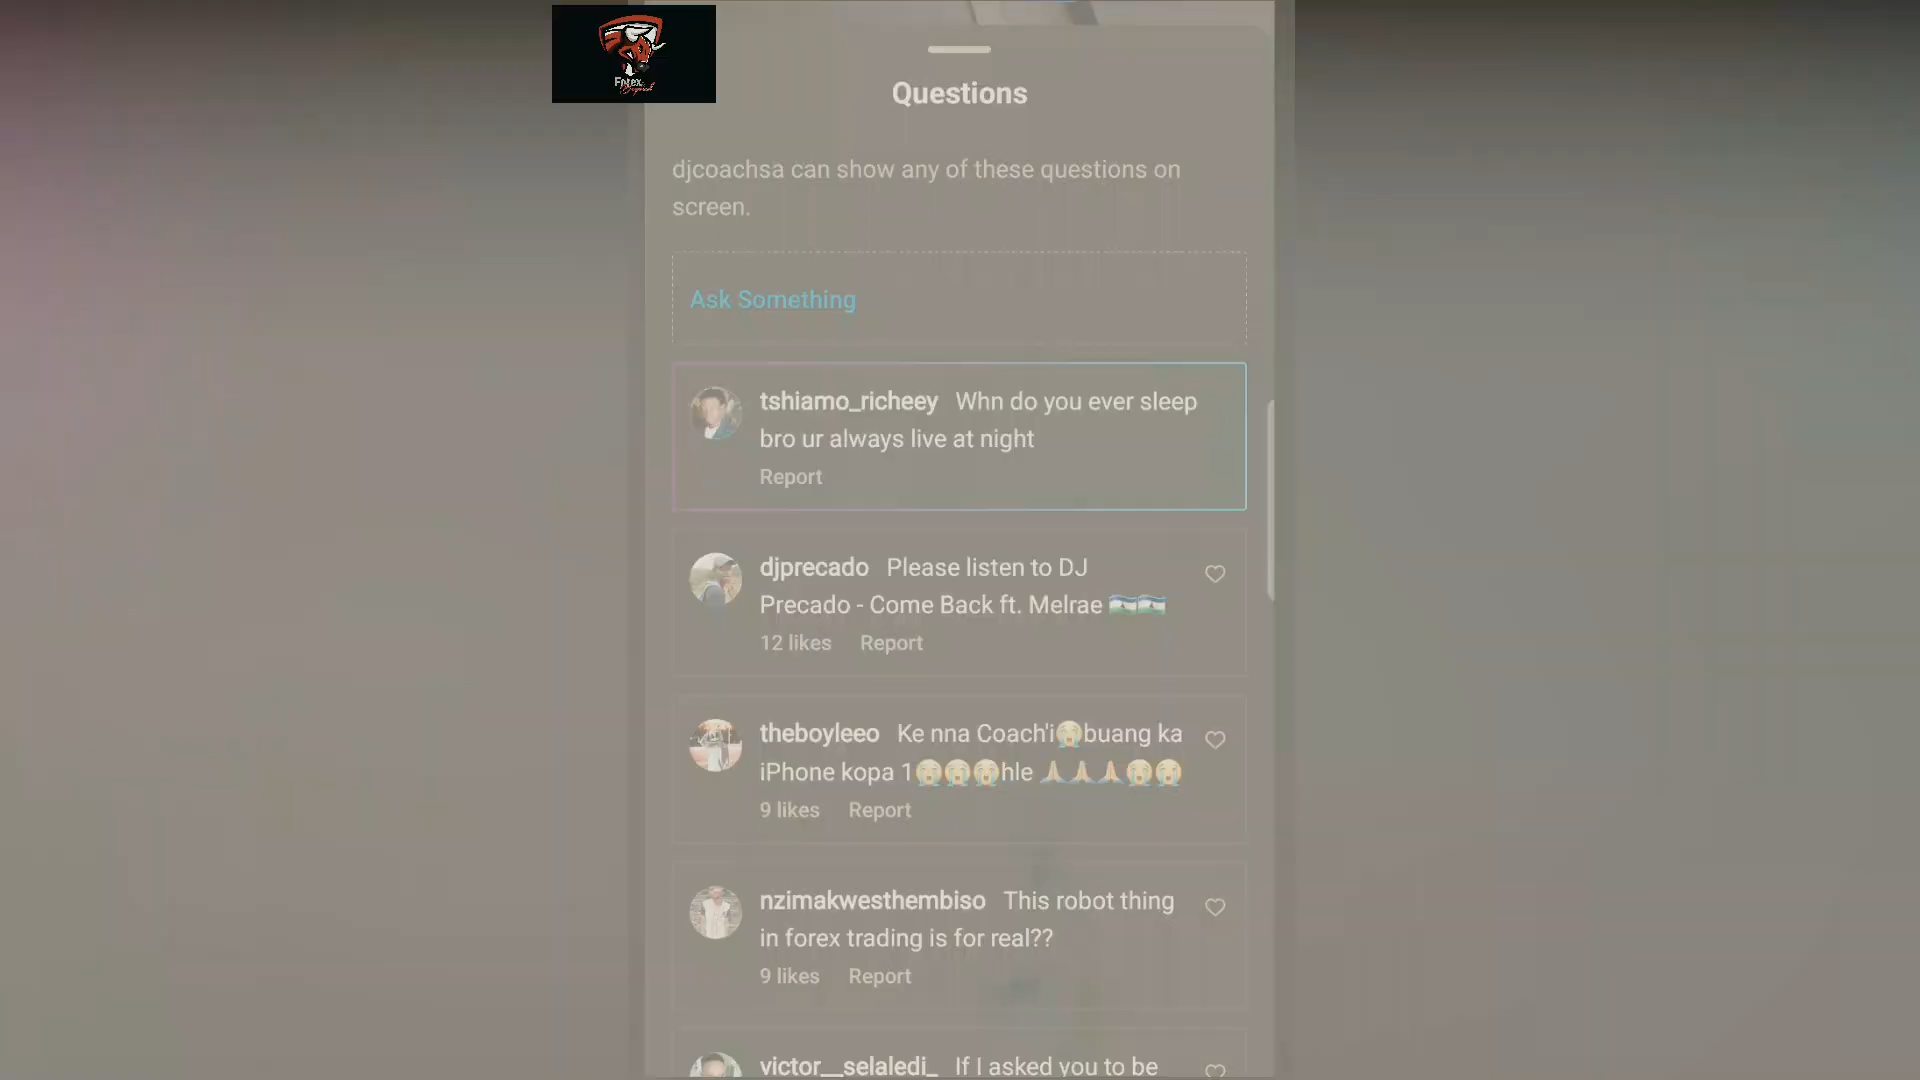 Forex
Questions
djcoachsa can show any of these questions on
screen.
Ask Something
tshiamo_richeey Whn do you ever sleep
bro ur always live at night
Report
djprecado Please listen to DJ
Precado - Come Back ft. Melrae 🇱🇸🇱🇸
12 likes Report
theboyleeo Ke nna Coach'i😭buang ka
iPhone kopa 1😭😭😭hle 🙏🙏🙏😭😭
9 likes Report
nzimakwesthembiso This robot thing
in forex trading is for real??
9 likes Report
victor__selaledi_ If I asked you to be